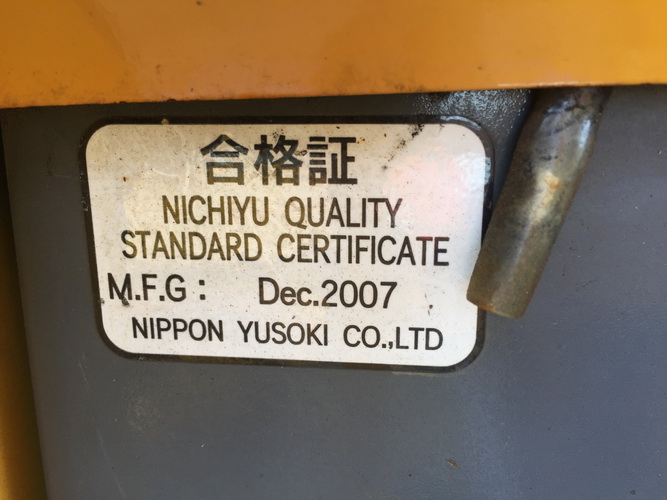 合格証
NICHIYU QUALITY
STANDARD CERTIFICATE
M.F.G : Dec.2007
NIPPON YUSOKI CO.,LTD